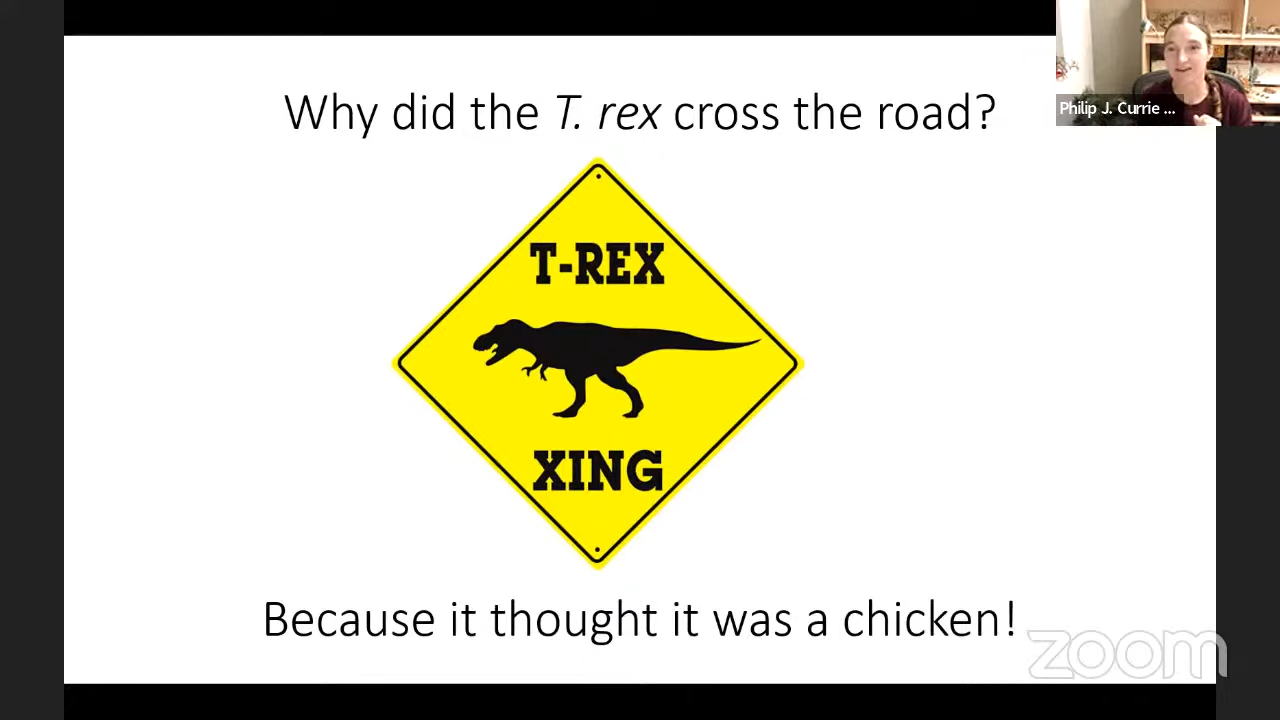 Why did the T. rex cross the road?
Philip J. Currie ...
T-REX
XING
Because it thought it was a chicken!
zoom